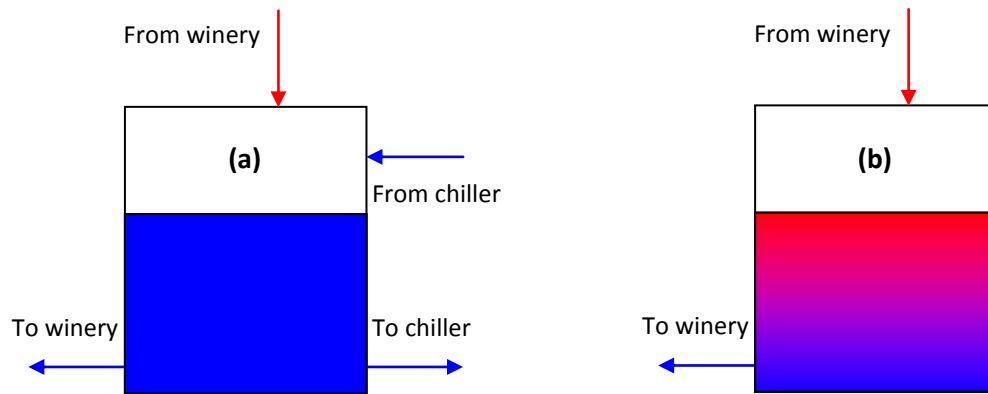 From winery
(a)
From chiller
To winery
To chiller
From winery
(b)
To winery